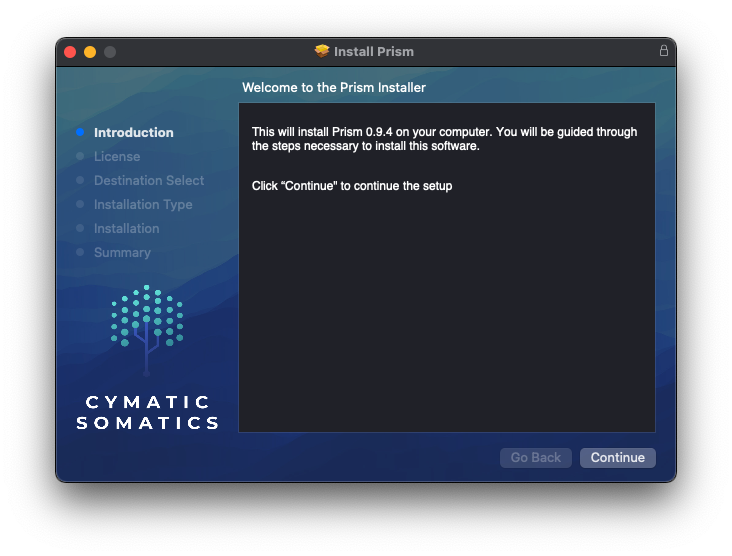 Install Prism
Welcome to the Prism Installer
Introduction
License
Destination Select
Installation Type
Installation
Summary
CYMATIC
SOMATICS
This will install Prism 0.9.4 on your computer. You will be guided through
the steps necessary to install this software.
Click “Continue" to continue the setup
Go Back
Continue